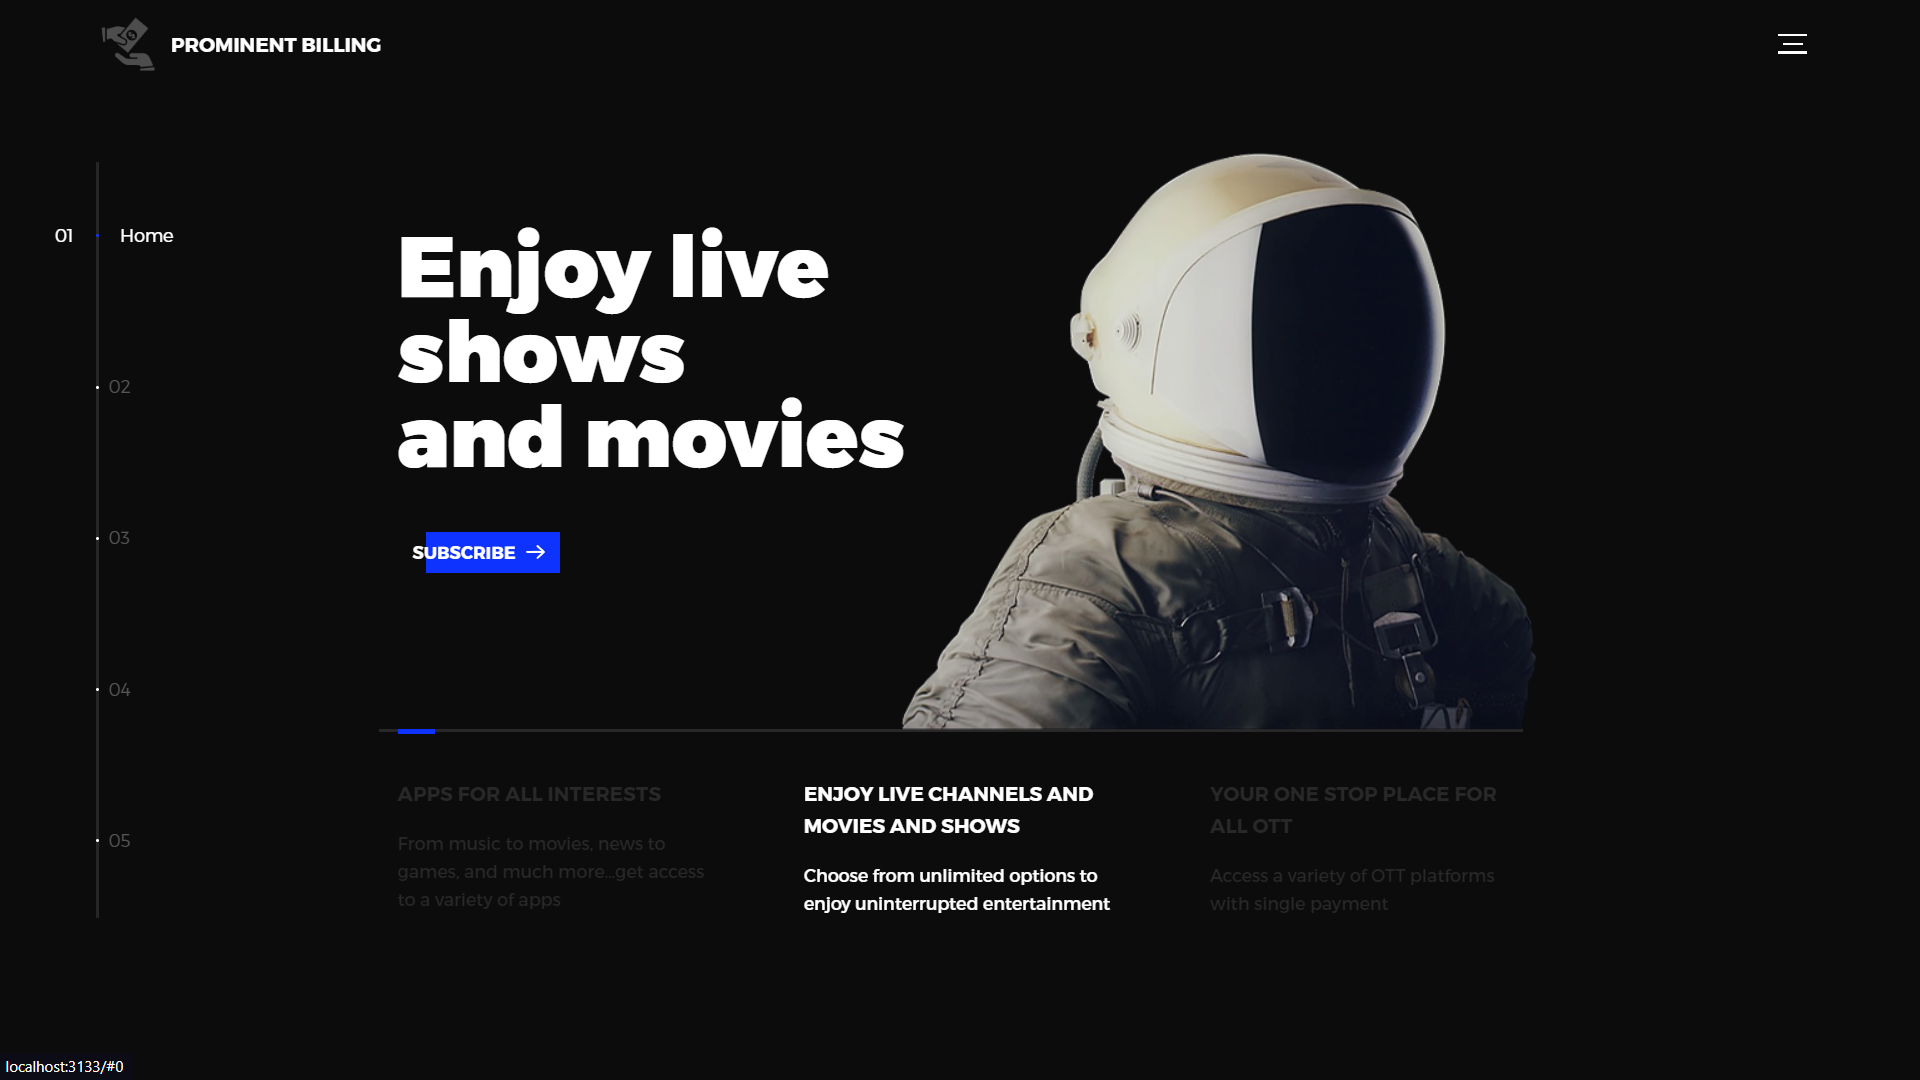 PROMINENT BILLING
01 Home
02
03
04
05
Enjoy live
shows
and movies
SUBSCRIBE
APPS FOR ALL INTERESTS
From music to movies, news to
games, and much more...get access
to a variety of apps
ENJOY LIVE CHANNELS AND
MOVIES AND SHOWS
Choose from unlimited options to
enjoy uninterrupted entertainment
YOUR ONE STOP PLACE FOR
ALL OTT
Access a variety of OTT platforms
with single payment
localhost:3133/#0